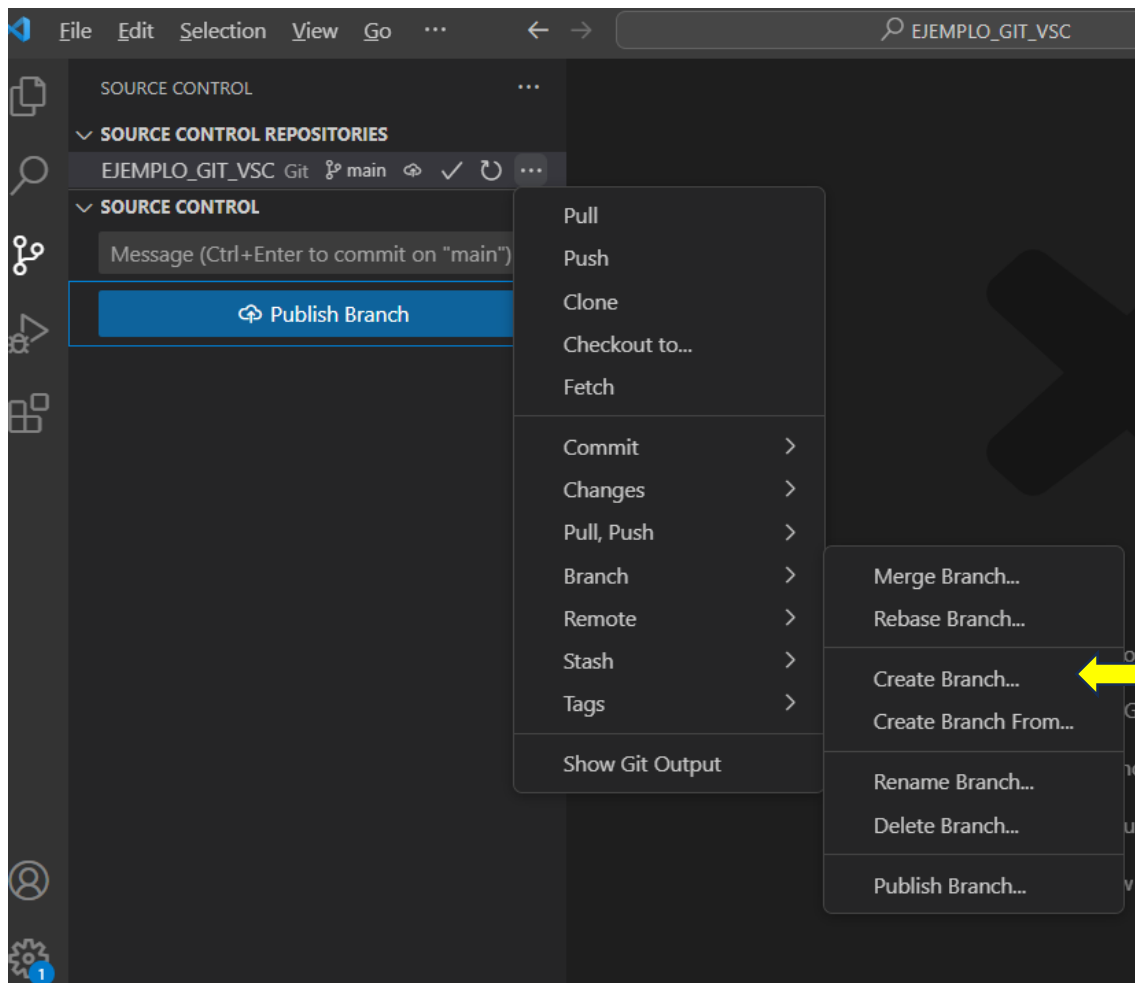 File Edit Selection View Go ...
EJEMPLO_GIT_VSC
SOURCE CONTROL ...
SOURCE CONTROL REPOSITORIES
EJEMPLO_GIT_VSC Git main ...
SOURCE CONTROL
Message (Ctrl+Enter to commit on "main")
Publish Branch
Pull
Push
Clone
Checkout to...
Fetch
Commit
Changes
Pull, Push
Branch
Remote
Stash
Tags
Show Git Output
Merge Branch...
Rebase Branch...
Create Branch...
Create Branch From...
Rename Branch...
Delete Branch...
Publish Branch...
1